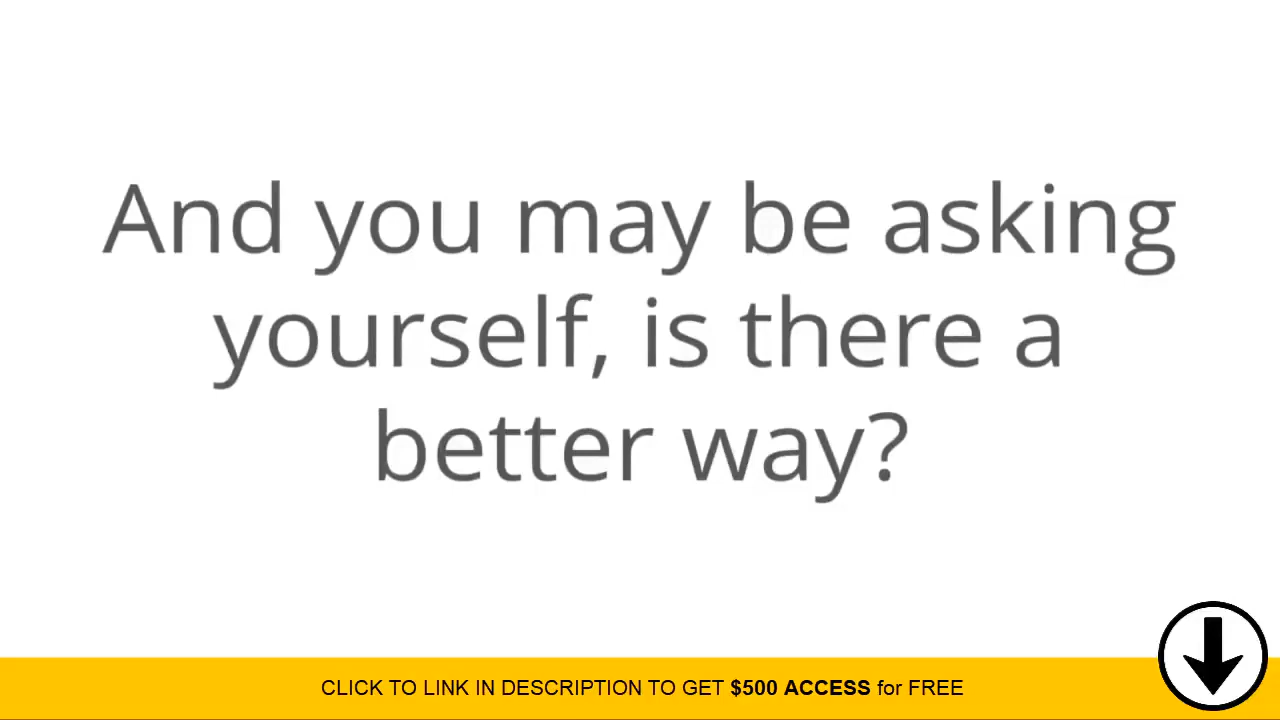 And you may be asking
yourself, is there a
better way?
CLICK TO LINK IN DESCRIPTION TO GET $500 ACCESS for FREE